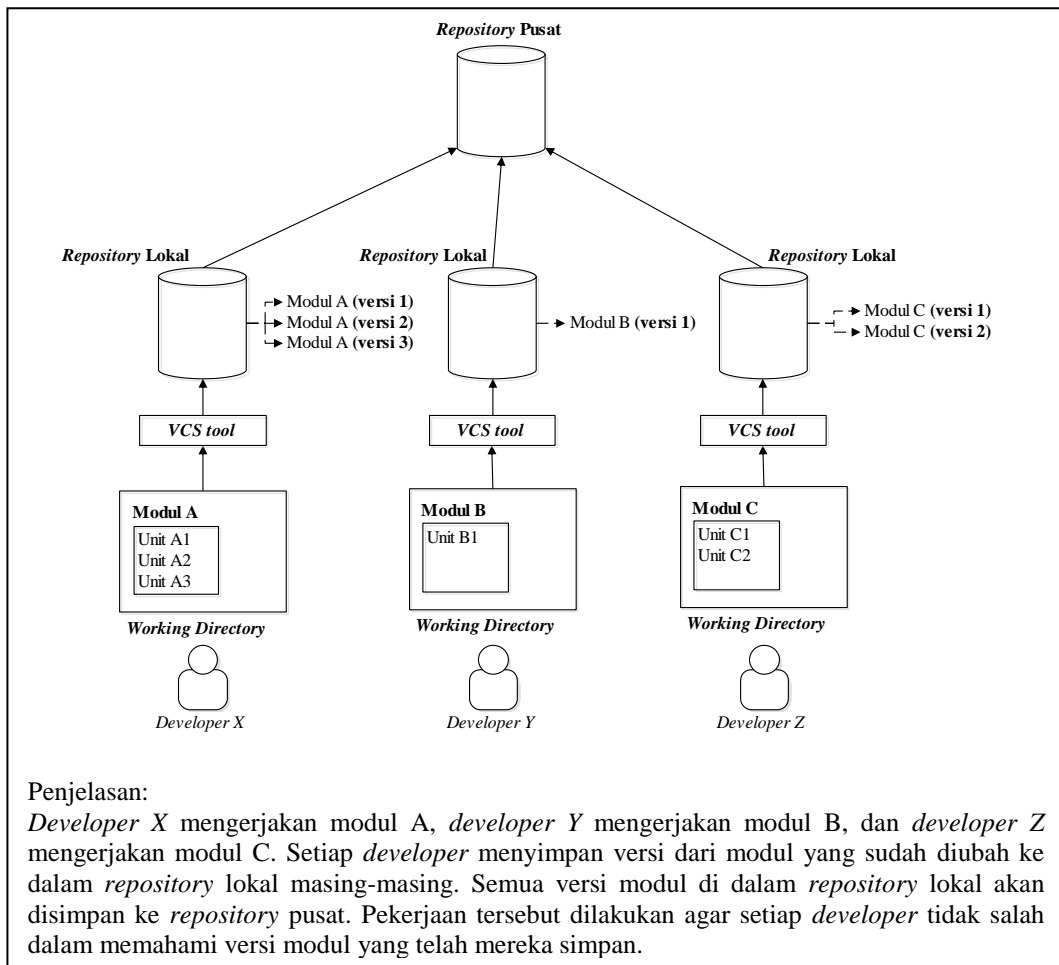 Repository Pusat
Repository Lokal
Repository Lokal
Repository Lokal
Modul A (versi 1)
Modul A (versi 2)
Modul A (versi 3)
Modul B (versi 1)
Modul C (versi 1)
Modul C (versi 2)
VCS tool
VCS tool
VCS tool
Modul A
Unit A1
Unit A2
Unit A3
Modul B
Unit B1
Modul C
Unit C1
Unit C2
Working Directory
Working Directory
Working Directory
Developer X
Developer Y
Developer Z
Penjelasan:
Developer X mengerjakan modul A, developer Y mengerjakan modul B, dan developer Z
mengerjakan modul C. Setiap developer menyimpan versi dari modul yang sudah diubah ke
dalam repository lokal masing-masing. Semua versi modul di dalam repository lokal akan
disimpan ke repository pusat. Pekerjaan tersebut dilakukan agar setiap developer tidak salah
dalam memahami versi modul yang telah mereka simpan.